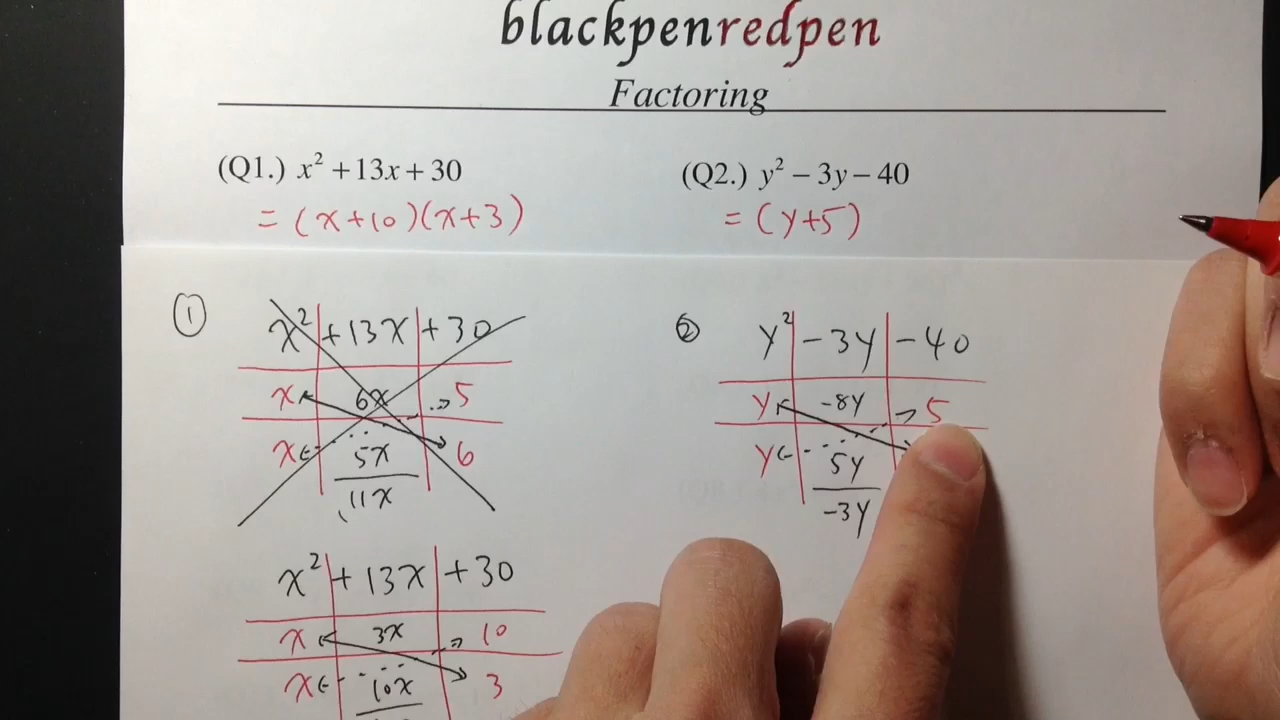 blackpenredpen
Factoring
(Q1.) x² + 13x + 30
= (x+10)(x+3)
(Q2.) y² − 3y − 40
= (y+5)
①
x² +13x +30
x 6x 5
x 5x 6
11x
x² +13x +30
x 3x 10
x 10x 3
②
y² -3y -40
y -8y 5
y 5y
-3y